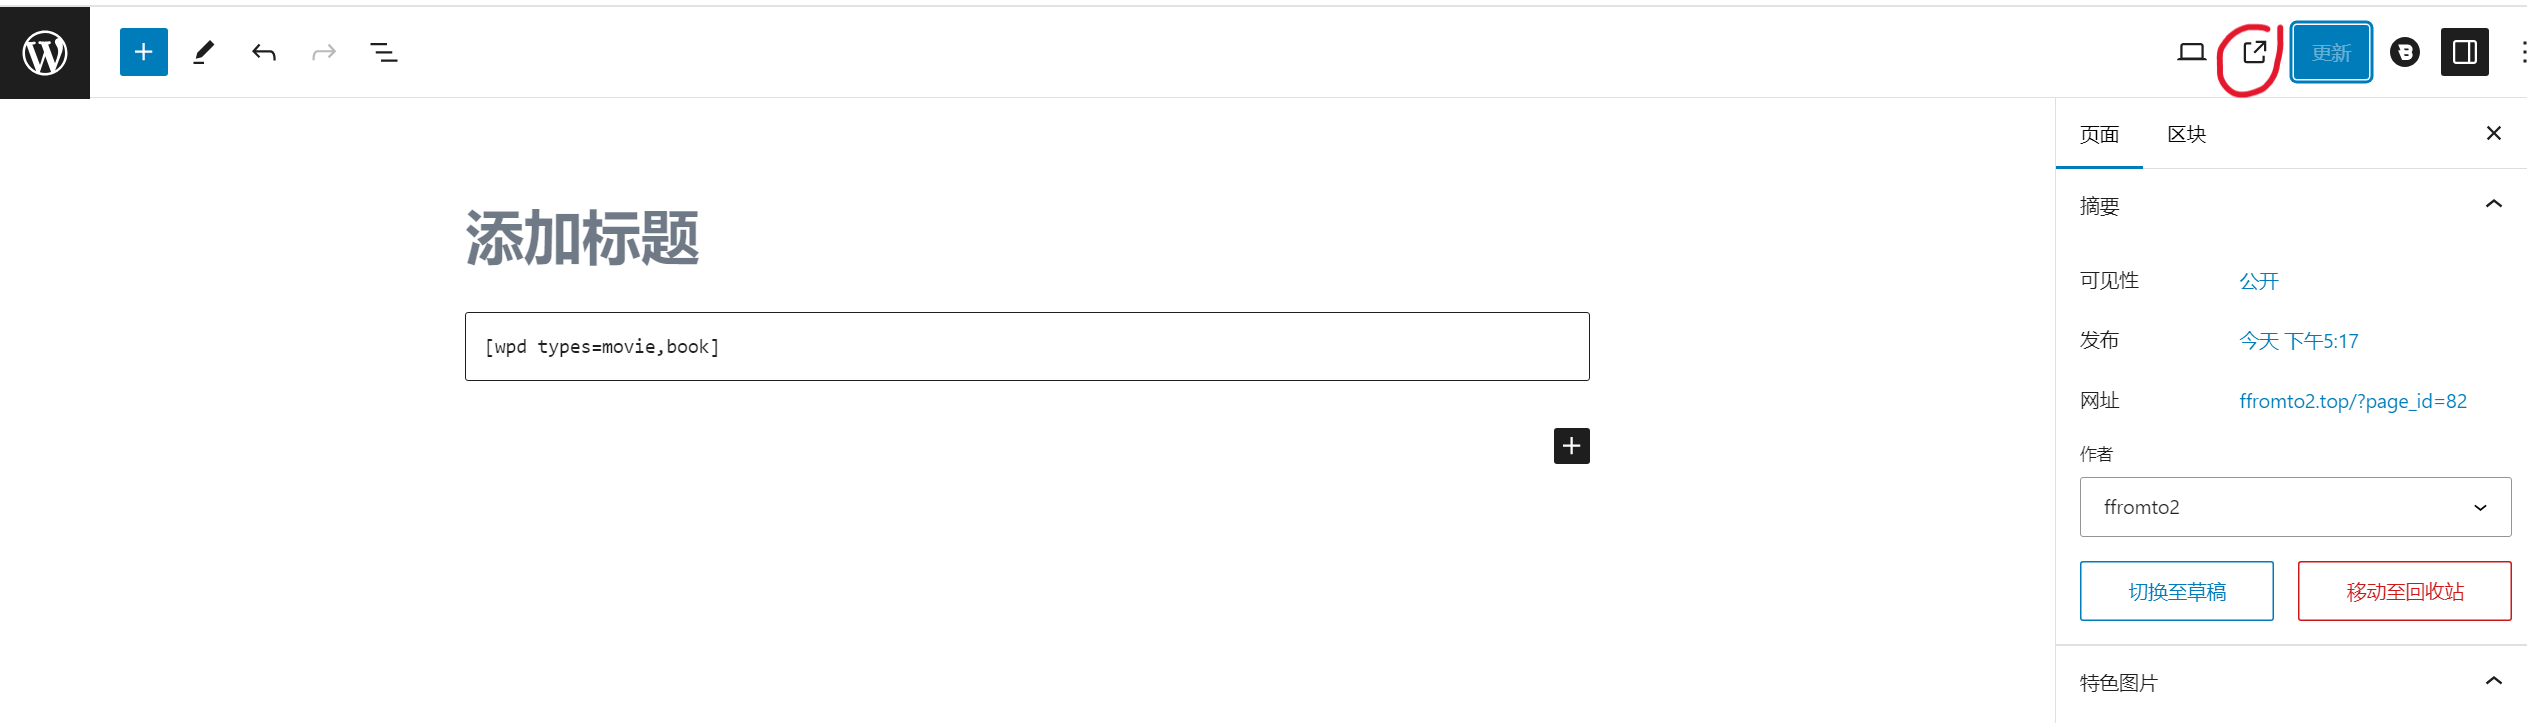 更新
页面 区块
添加标题
[wpd types=movie,book]
摘要
可见性 公开
发布 今天 下午5:17
网址 ffromto2.top/?page_id=82
作者
ffromto2
切换至草稿 移动至回收站
特色图片